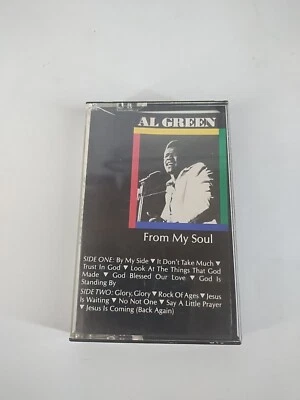 AL GREEN
From My Soul
SIDE ONE: By My Side ▼ It Don't Take Much ▼
Trust In God ▼ Look At The Things That God
Made ▼ God Blessed Our Love ▼ God Is
Standing By
SIDE TWO: Glory, Glory ▼ Rock Of Ages ▼ Jesus
Is Waiting ▼ No Not One ▼ Say A Little Prayer
▼ Jesus Is Coming (Back Again)